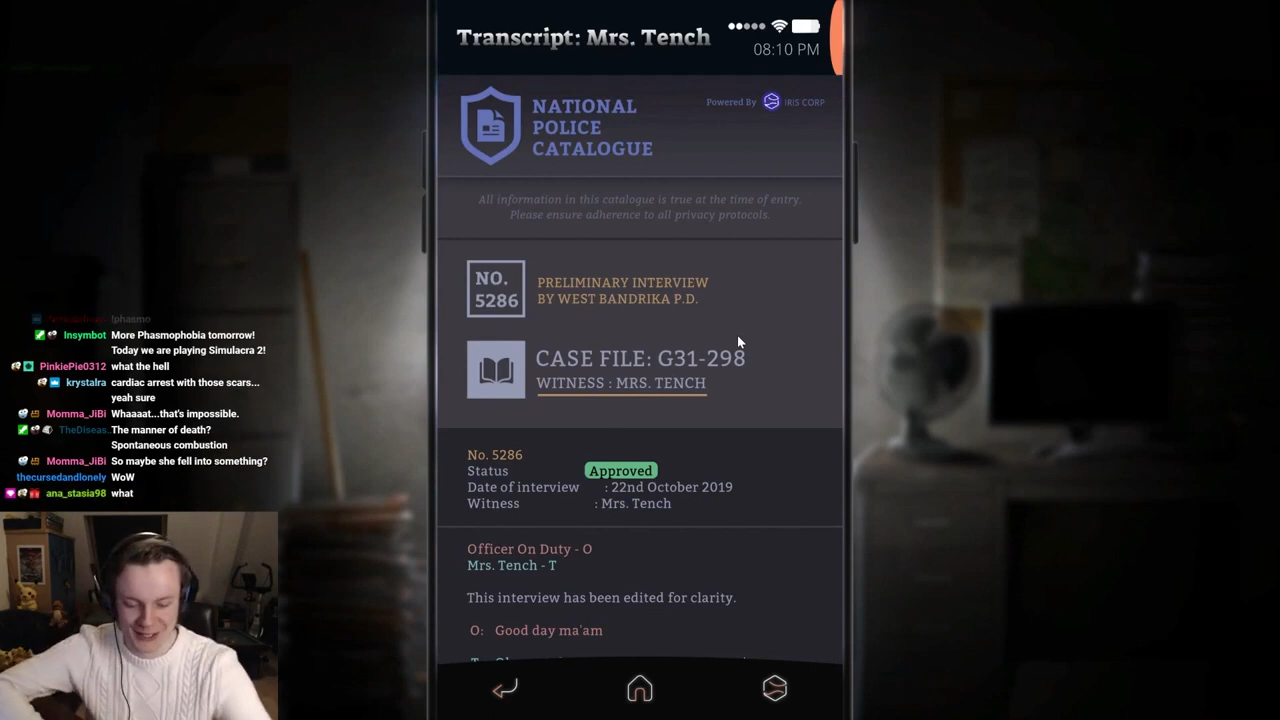 Transcript: Mrs. Tench
08:10 PM
NATIONAL
POLICE
CATALOGUE
Powered By IRIS CORP
All information in this catalogue is true at the time of entry.
Please ensure adherence to all privacy protocols.
NO.
5286
PRELIMINARY INTERVIEW
BY WEST BANDRIKA P.D.
CASE FILE: G31-298
WITNESS : MRS. TENCH
No. 5286
Status Approved
Date of interview : 22nd October 2019
Witness : Mrs. Tench
Officer On Duty - O
Mrs. Tench - T
This interview has been edited for clarity.
O: Good day ma'am
!phasmo
Insymbot More Phasmophobia tomorrow!
Today we are playing Simulacra 2!
PinkiePie0312 what the hell
krystalra cardiac arrest with those scars...
yeah sure
Momma_JiBi Whaaaat...that's impossible.
TheDiseas.. The manner of death?
Spontaneous combustion
Momma_JiBi So maybe she fell into something?
thecursedandlonely WoW
ana_stasia98 what